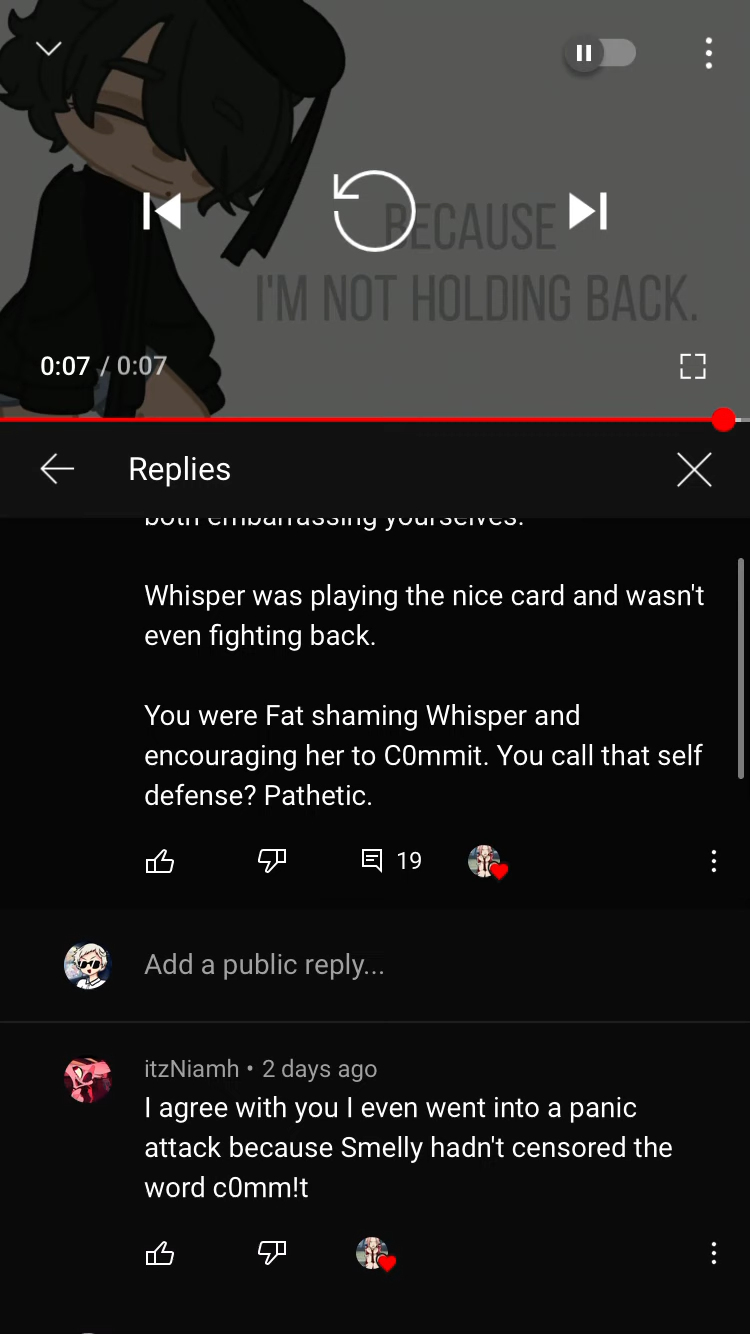 BECAUSE
I'M NOT HOLDING BACK.
0:07 / 0:07
Replies
both embarrassing yourselves.
Whisper was playing the nice card and wasn't
even fighting back.
You were Fat shaming Whisper and
encouraging her to C0mmit. You call that self
defense? Pathetic.
19
Add a public reply...
itzNiamh • 2 days ago
I agree with you I even went into a panic
attack because Smelly hadn't censored the
word c0mm!t